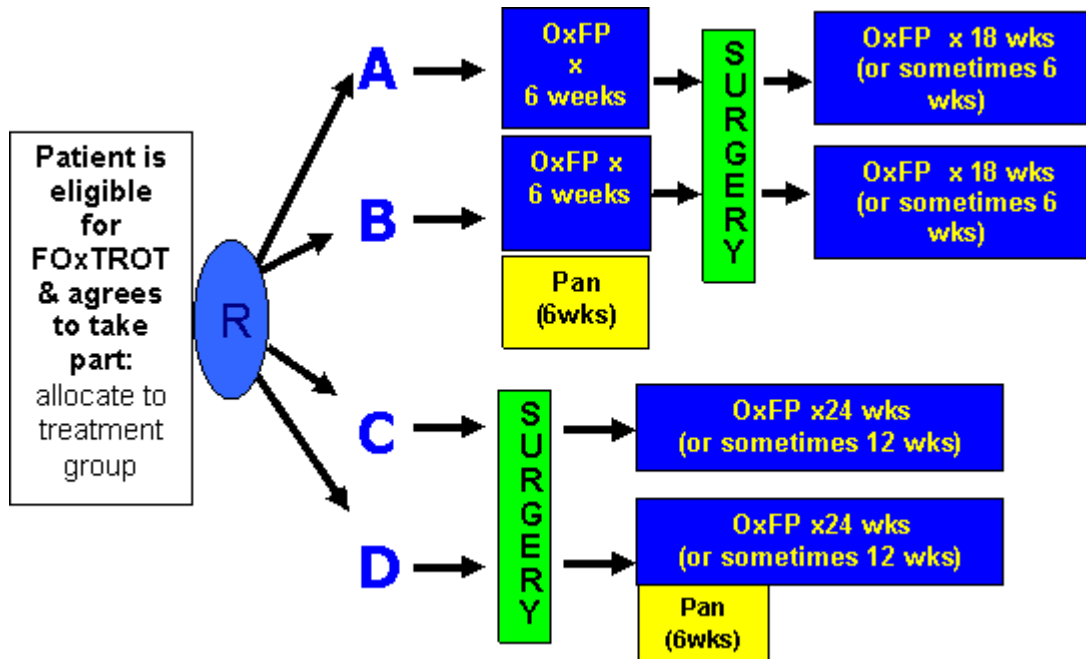 Patient is
eligible
for
FOxTROT
& agrees
to take
part:
allocate to
treatment
group
R
A
OxFP
x
6 weeks
SURGERY
OxFP x 18 wks
(or sometimes 6
wks)
B
OxFP x
6 weeks
Pan
(6wks)
OxFP x 18 wks
(or sometimes 6
wks)
C
SURGERY
OxFP x24 wks
(or sometimes 12 wks)
D
OxFP x24 wks
(or sometimes 12 wks)
Pan
(6wks)